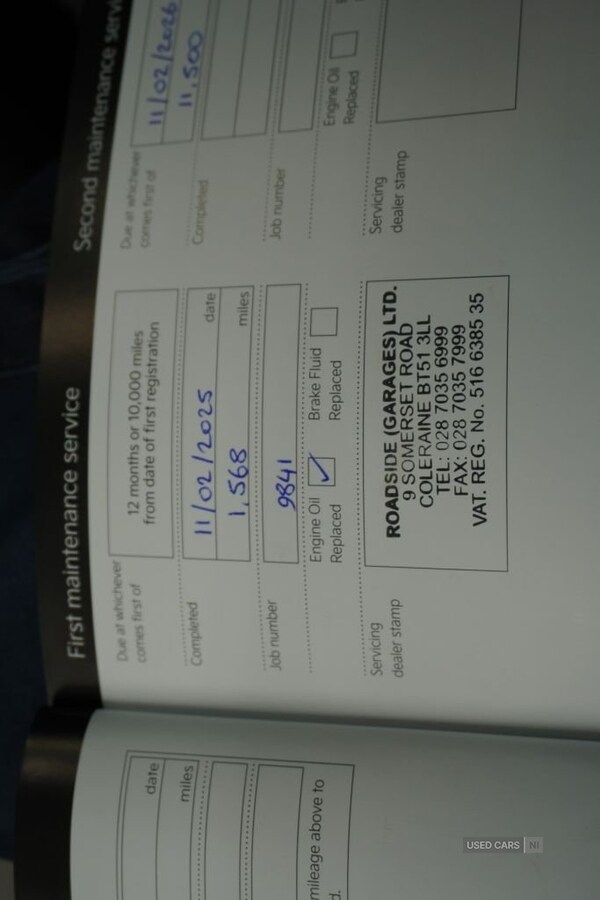 First maintenance service
Due at whichever
comes first of
12 months or 10,000 miles
from date of first registration
Completed
11/02/2025 date
1,568 miles
Job number
9841
Engine Oil
Replaced
Brake Fluid
Replaced
Servicing
dealer stamp
ROADSIDE (GARAGES) LTD.
9 SOMERSET ROAD
COLERAINE BT51 3LL
TEL: 028 7035 6999
FAX: 028 7035 7999
VAT. REG. No. 516 6385 35
Second maintenance servi
Due at whichever
comes first of
11/02/2026
11,500
Completed
Job number
Engine Oil
Replaced
Servicing
dealer stamp
date
miles
mileage above to
d.
USED CARS NI